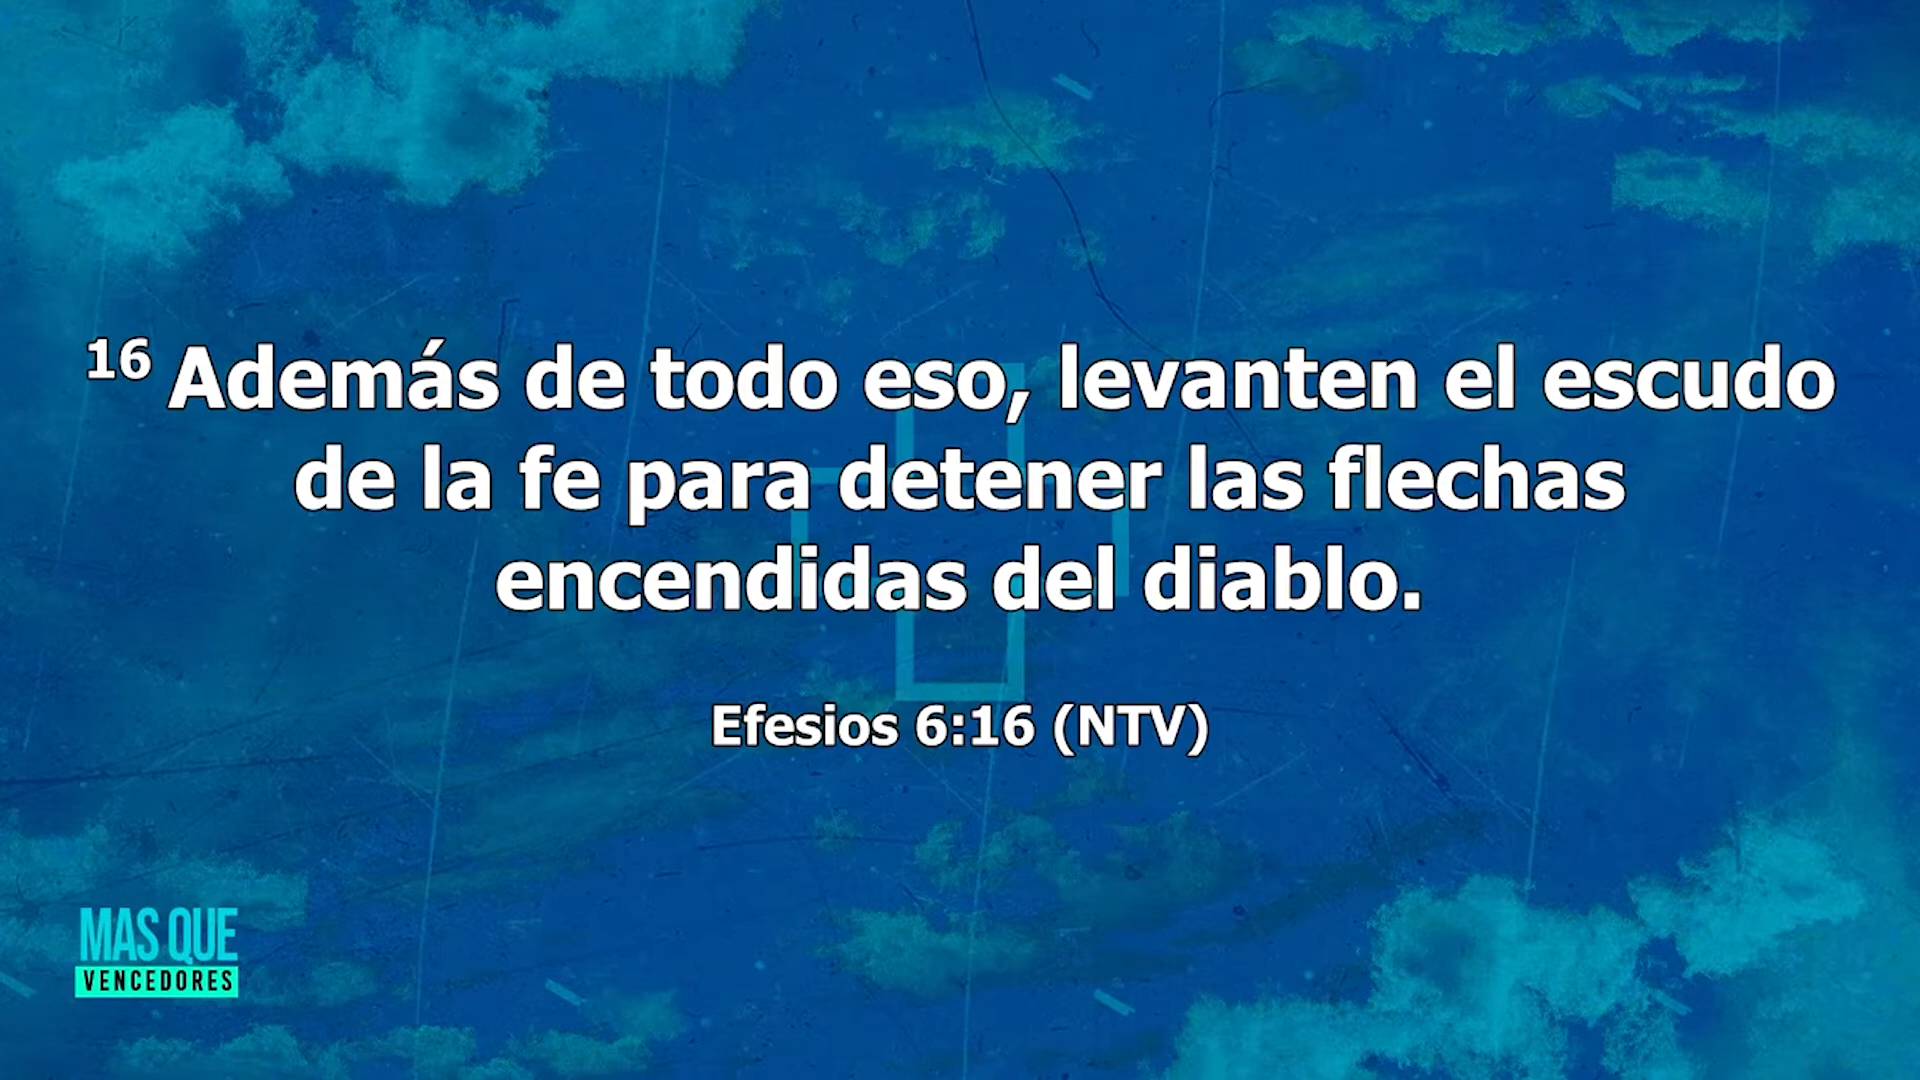 16 Además de todo eso, levanten el escudo
de la fe para detener las flechas
encendidas del diablo.
Efesios 6:16 (NTV)
MAS QUE
VENCEDORES